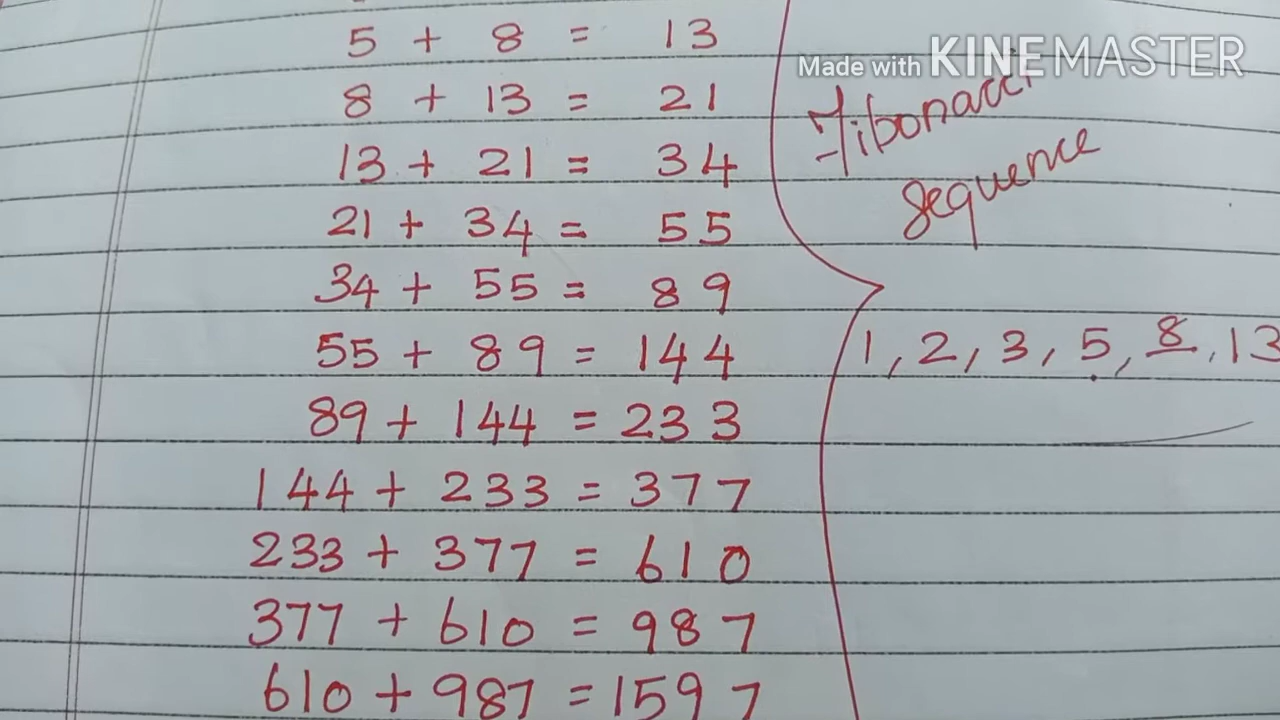 Made with KINEMASTER
5 + 8 = 13
8 + 13 = 21
13 + 21 = 34
21 + 34 = 55
34 + 55 = 89
55 + 89 = 144
89 + 144 = 233
144 + 233 = 377
233 + 377 = 610
377 + 610 = 987
610 + 987 = 1597
Fibonacci
sequence
1, 2, 3, 5, 8, 13